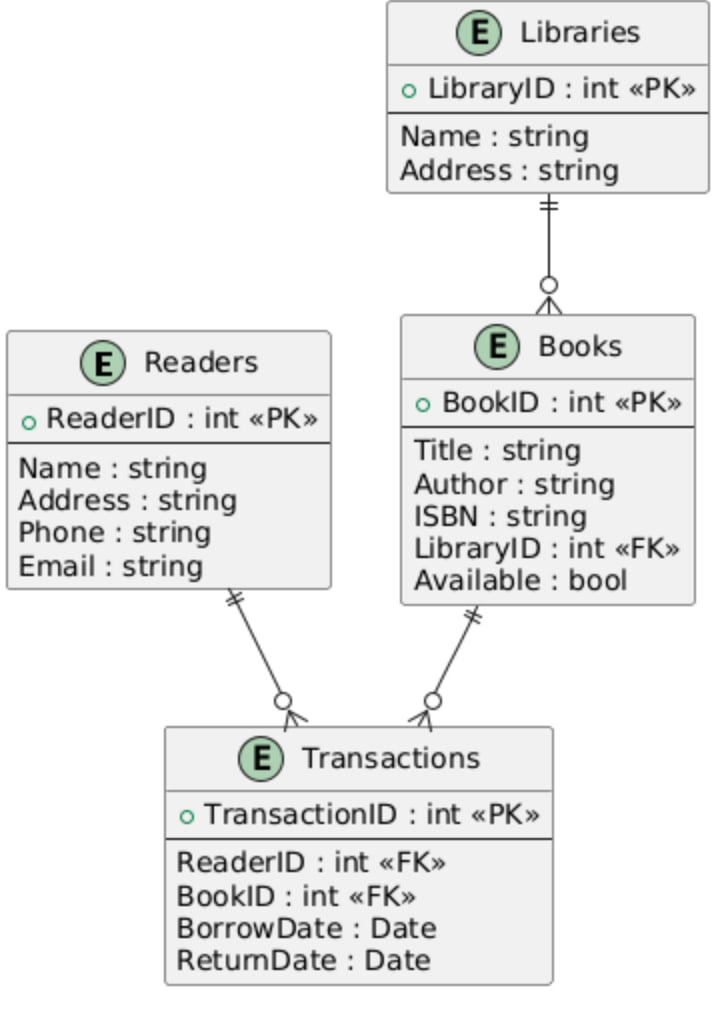 E Libraries
LibraryID : int «PK»
Name : string
Address : string
E Readers
ReaderID : int «PK»
Name : string
Address : string
Phone : string
Email : string
E Books
BookID : int «PK»
Title : string
Author : string
ISBN : string
LibraryID : int «FK»
Available : bool
E Transactions
TransactionID : int «PK»
ReaderID : int «FK»
BookID : int «FK»
BorrowDate : Date
ReturnDate : Date